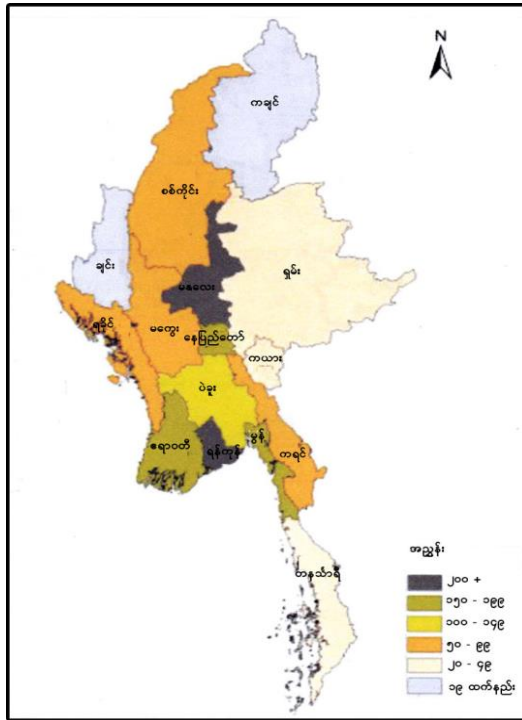 N
ကချင်
စစ်ကိုင်း
ချင်း
ရှမ်း
မန္တလေး
ရခိုင်
မကွေး
နေပြည်တော်
ကယား
ပဲခူး
ဧရာဝတီ
ရန်ကုန်
မွန်
ကရင်
တနင်္သာရီ
အညွှန်း
၂၀၀ +
၁၅၀ - ၁၉၉
၁၀၀ - ၁၄၉
၅၀ - ၉၉
၂၀ - ၄၉
၁၉ ထက်နည်း